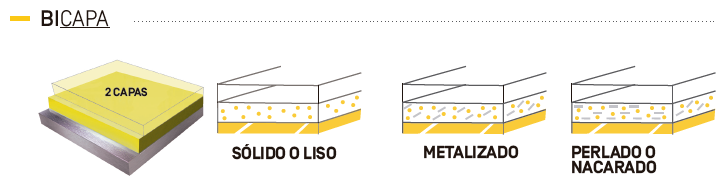 BICAPA
2 CAPAS
SÓLIDO O LISO
METALIZADO
PERLADO O
NACARADO